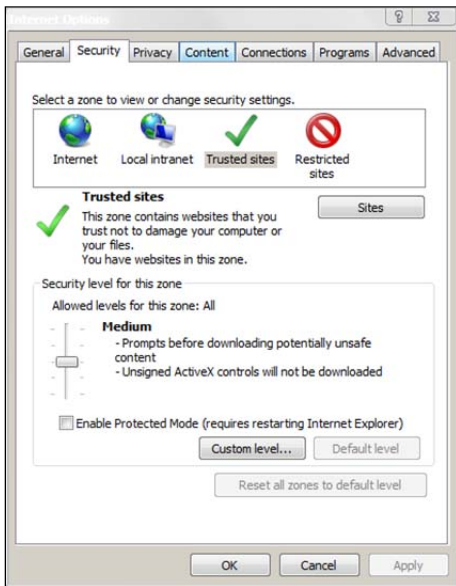 Internet Options
General Security Privacy Content Connections Programs Advanced
Select a zone to view or change security settings.
Internet Local intranet Trusted sites Restricted
sites
Trusted sites
Sites
This zone contains websites that you
trust not to damage your computer or
your files.
You have websites in this zone.
Security level for this zone
Allowed levels for this zone: All
Medium
- Prompts before downloading potentially unsafe
content
- Unsigned ActiveX controls will not be downloaded
Enable Protected Mode (requires restarting Internet Explorer)
Custom level... Default level
Reset all zones to default level
OK Cancel Apply